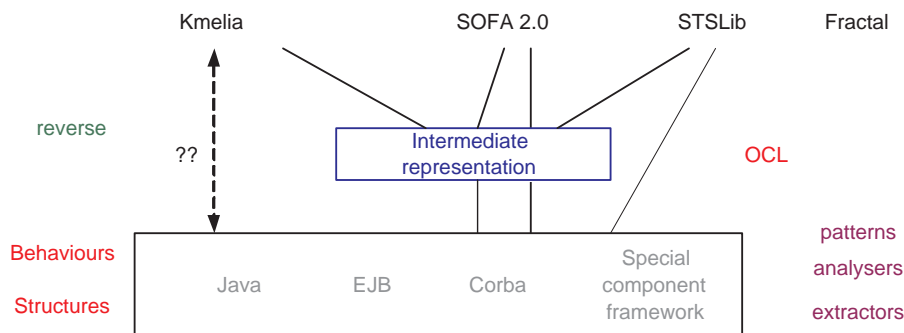 Kmelia SOFA 2.0 STSLib Fractal
reverse
??
Intermediate
representation
OCL
Behaviours
Structures
Java EJB Corba
Special
component
framework
patterns
analysers
extractors